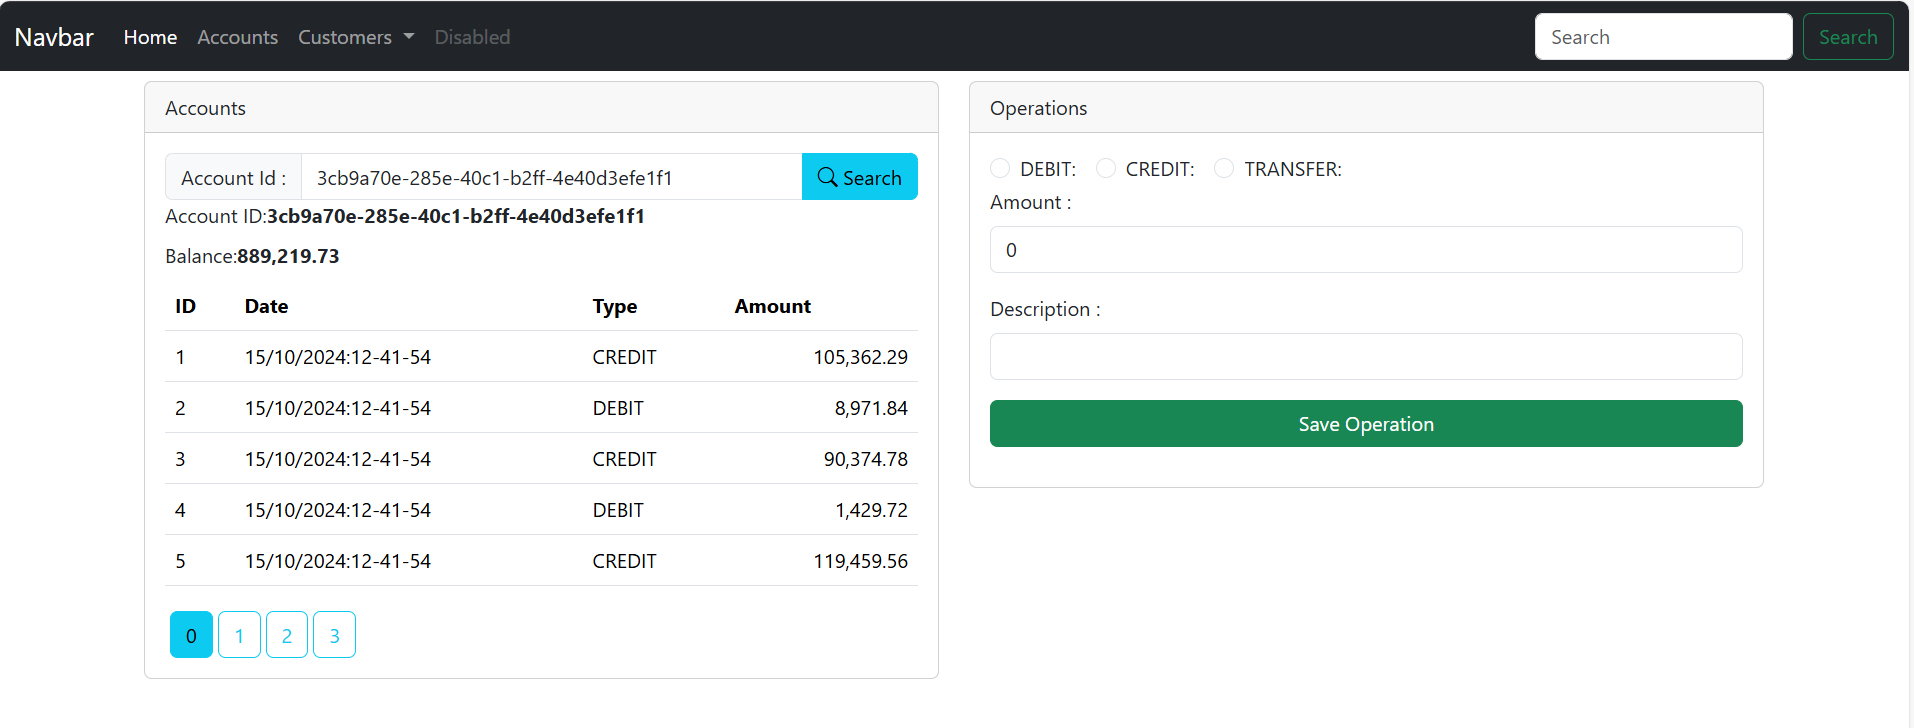 Navbar Home Accounts Customers Disabled Search Search
Accounts
Account Id : 3cb9a70e-285e-40c1-b2ff-4e40d3efe1f1 Search
Account ID:3cb9a70e-285e-40c1-b2ff-4e40d3efe1f1
Balance:889,219.73
ID Date Type Amount
1 15/10/2024:12-41-54 CREDIT 105,362.29
2 15/10/2024:12-41-54 DEBIT 8,971.84
3 15/10/2024:12-41-54 CREDIT 90,374.78
4 15/10/2024:12-41-54 DEBIT 1,429.72
5 15/10/2024:12-41-54 CREDIT 119,459.56
0 1 2 3
Operations
DEBIT: CREDIT: TRANSFER:
Amount :
0
Description :
Save Operation